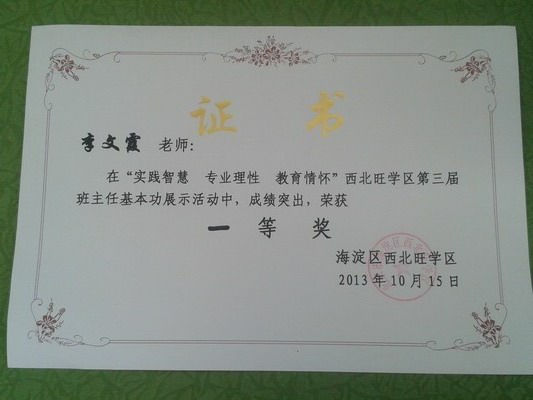 证 书
李文霞 老师：
在“实践智慧 专业理性 教育情怀”西北旺学区第三届
班主任基本功展示活动中，成绩突出，荣获
一 等 奖
海淀区西北旺学区
2013年10月15日